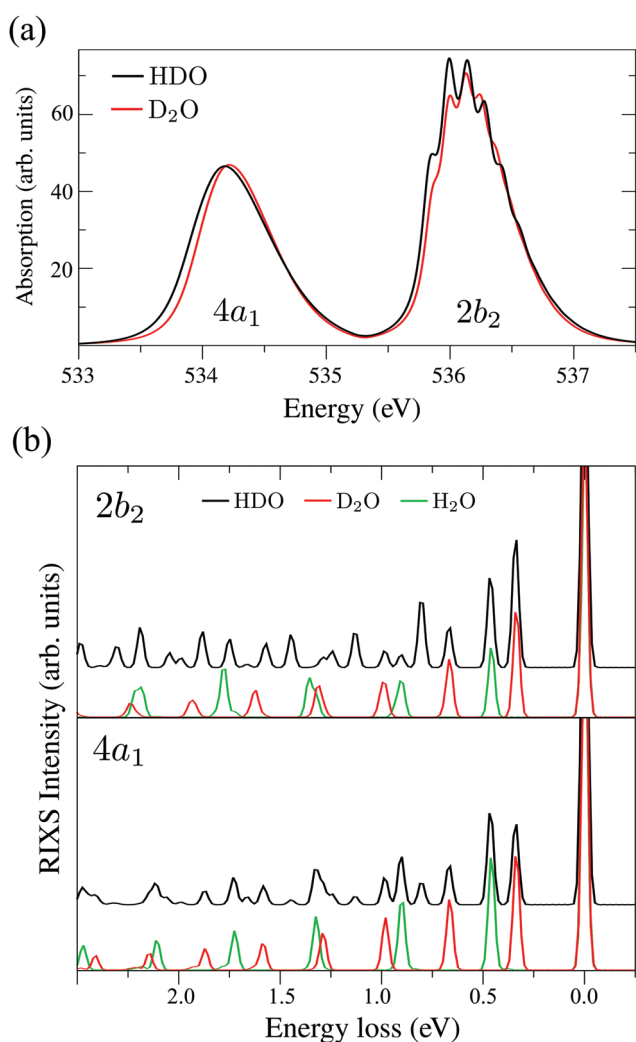 (a)
HDO
D₂O
60
40
20
Absorption (arb. units)
4a₁
2b₂
533
534
535
536
537
Energy (eV)
(b)
2b₂
HDO D₂O H₂O
4a₁
RIXS Intensity (arb. units)
2.0
1.5
1.0
0.5
0.0
Energy loss (eV)